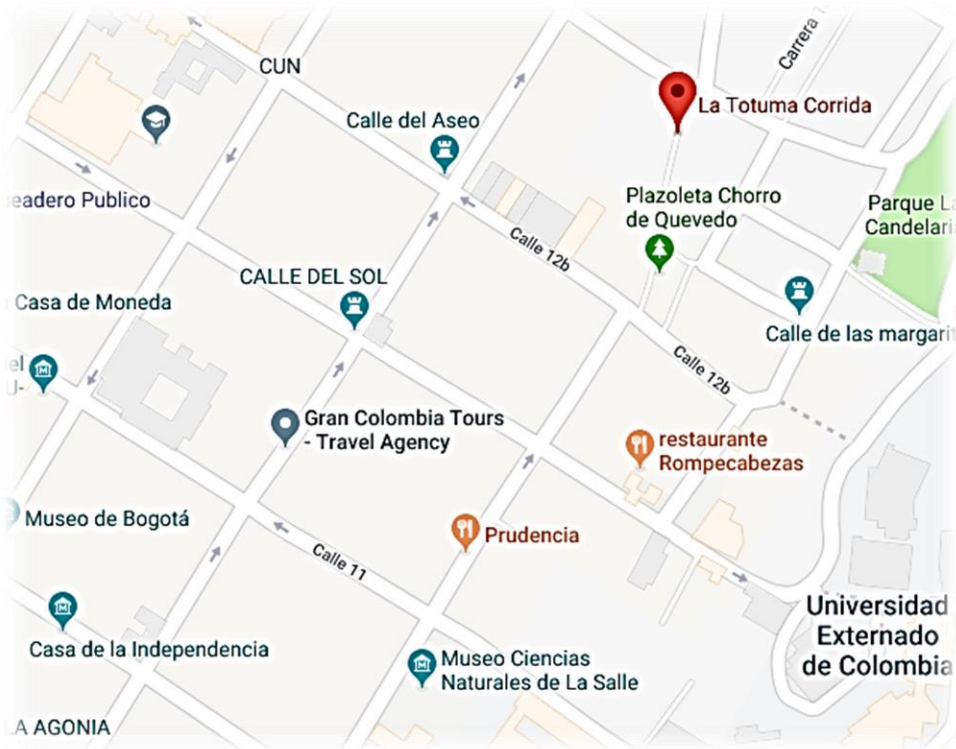 CUN
Carrera
Calle del Aseo
La Totuma Corrida
eadero Publico
Plazoleta Chorro
de Quevedo
Parque La
Candelari
Calle 12b
CALLE DEL SOL
Casa de Moneda
Calle de las margarit
el
U-
Calle 12b
Gran Colombia Tours
- Travel Agency
restaurante
Rompecabezas
Museo de Bogotá
Prudencia
Calle 11
Universidad
Externado
de Colombia
Casa de la Independencia
Museo Ciencias
Naturales de La Salle
LA AGONIA